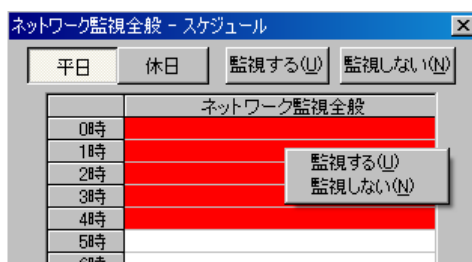 ネットワーク監視全般 - スケジュール
平日 休日 監視する(U) 監視しない(N)
ネットワーク監視全般
0時
1時
監視する(U)
2時
監視しない(N)
3時
4時
5時
6時